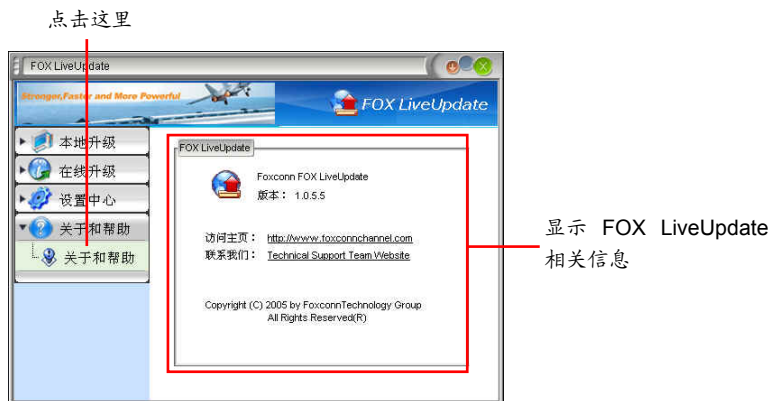 点击这里
FOX LiveUpdate
Stronger,Faster and More Powerful
FOX LiveUpdate
本地升级
在线升级
设置中心
关于和帮助
关于和帮助
FOX LiveUpdate
Foxconn FOX LiveUpdate
版本： 1.0.5.5
访问主页： http://www.foxconnchannel.com
联系我们： Technical Support Team Website
Copyright (C) 2005 by FoxconnTechnology Group
All Rights Reserved(R)
显示 FOX LiveUpdate
相关信息